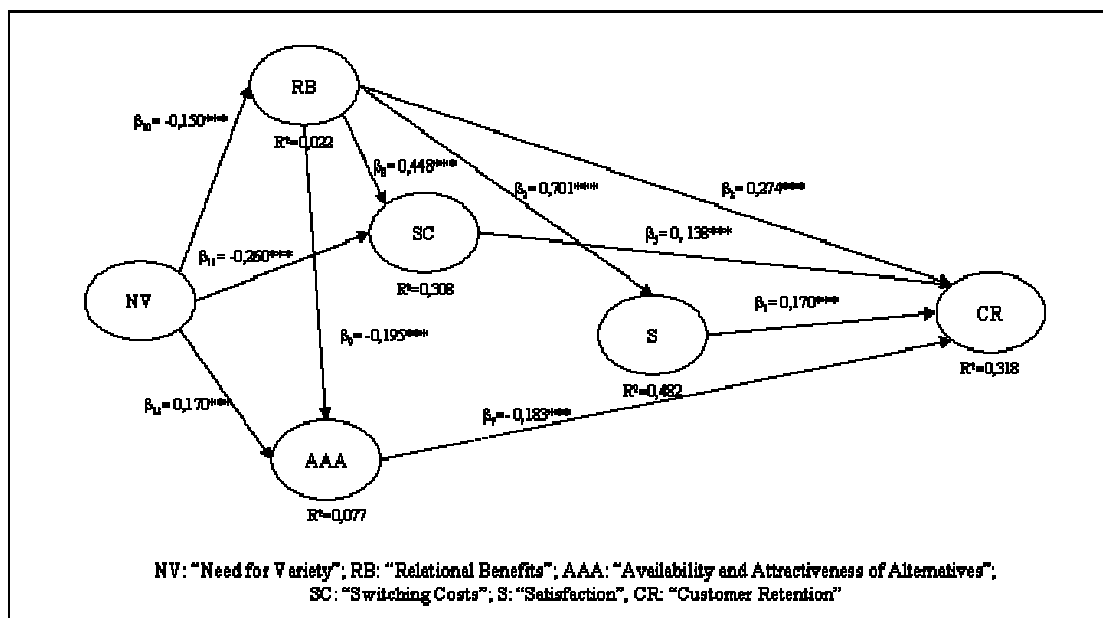 RB
β₁₀= -0,150***
R²=0,022
β₈= 0,448***
β₃= 0,701***
β₂= 0,274***
SC
β₅= 0, 138***
β₁₁= -0,260***
R²=0,308
NV
CR
β₁= 0,170***
S
β₉= -0,195***
R²=0,318
R²=0,482
0,170***
β₇= - 0,183***
AAA
R²=0,077
NV: “Need for Variety”; RB: “Relational Benefits”; AAA: “Availability and Attractiveness of Alternatives”;
SC: “Switching Costs”; S: “Satisfaction”, CR: “Customer Retention”